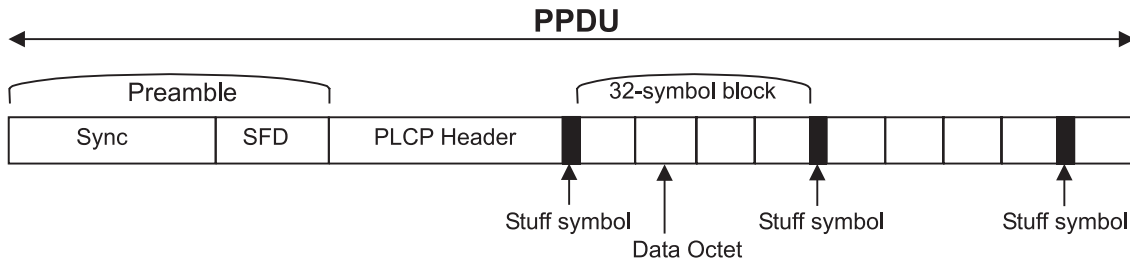 PPDU
Preamble
32-symbol block
Sync
SFD
PLCP Header
Stuff symbol
Stuff symbol
Stuff symbol
Data Octet